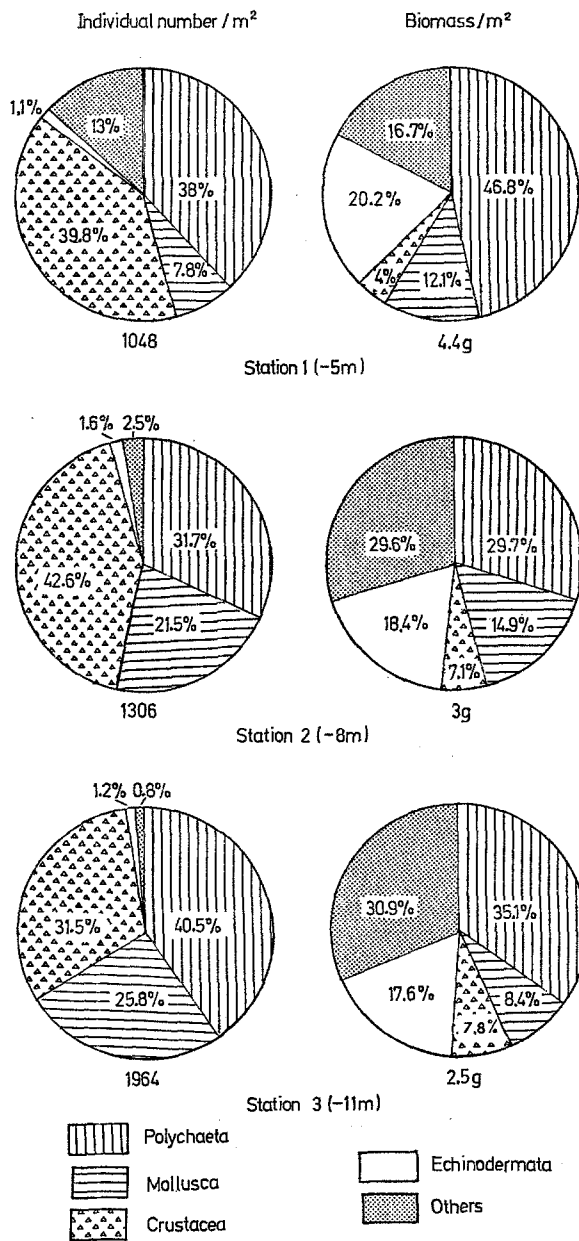 Individual number / m²
Biomass/m²
1,1%
13%
38%
39.8%
7.8%
1048
16.7%
46.8%
20.2%
4%
12.1%
4.4g
Station 1 (-5m)
1.6%
2.5%
31.7%
42.6%
21.5%
1306
29.6%
29.7%
18,4%
14.9%
7.1%
3g
Station 2 (-8m)
1.2%
0.8%
31.5%
40.5%
25.8%
1964
30.9%
35.1%
17.6%
8.4%
7.8%
2.5g
Station 3 (-11m)
Polychaeta
Mollusca
Crustacea
Echinodermata
Others